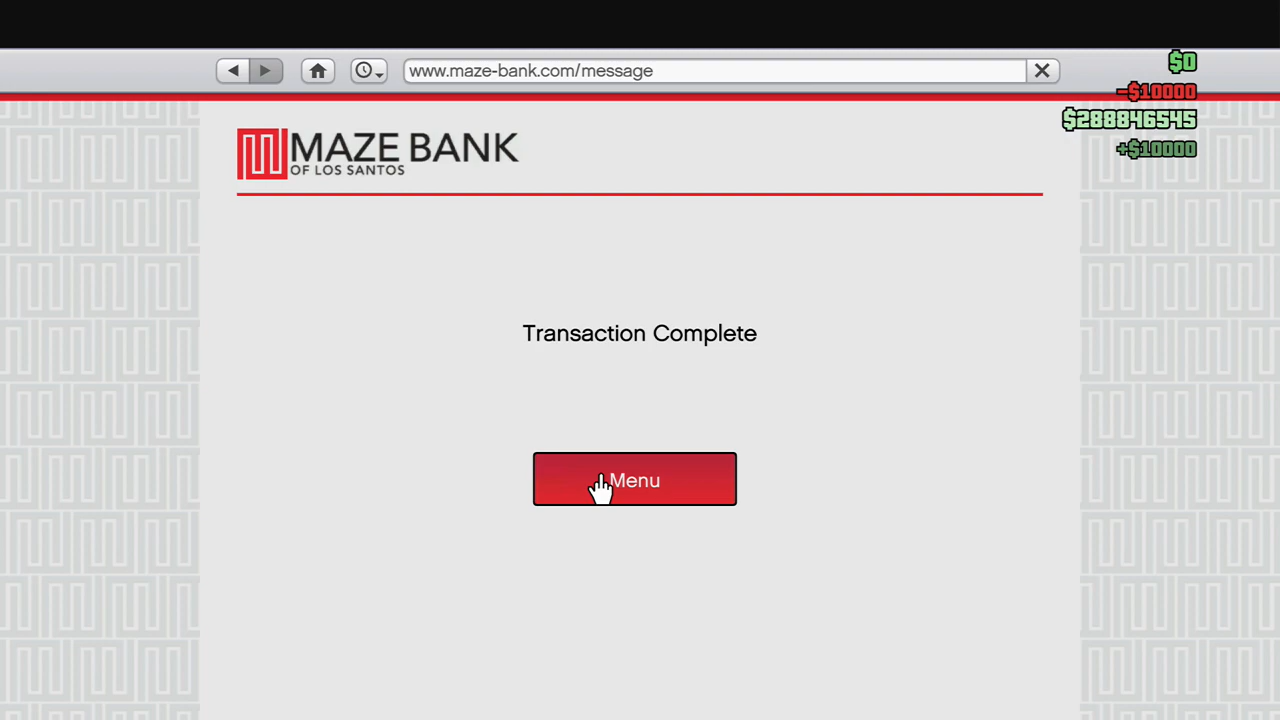 www.maze-bank.com/message
$0
-$10000
$288846545
+$10000
MAZE BANK
OF LOS SANTOS
Transaction Complete
Menu